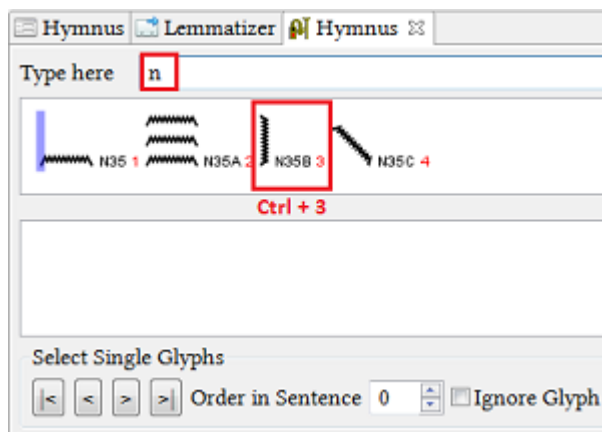 Hymnus Lemmatizer Hymnus
Type here n
N35 1 N35A 2 N35B 3 N35C 4
Ctrl + 3
Select Single Glyphs
|< < > >| Order in Sentence 0 Ignore Glyph